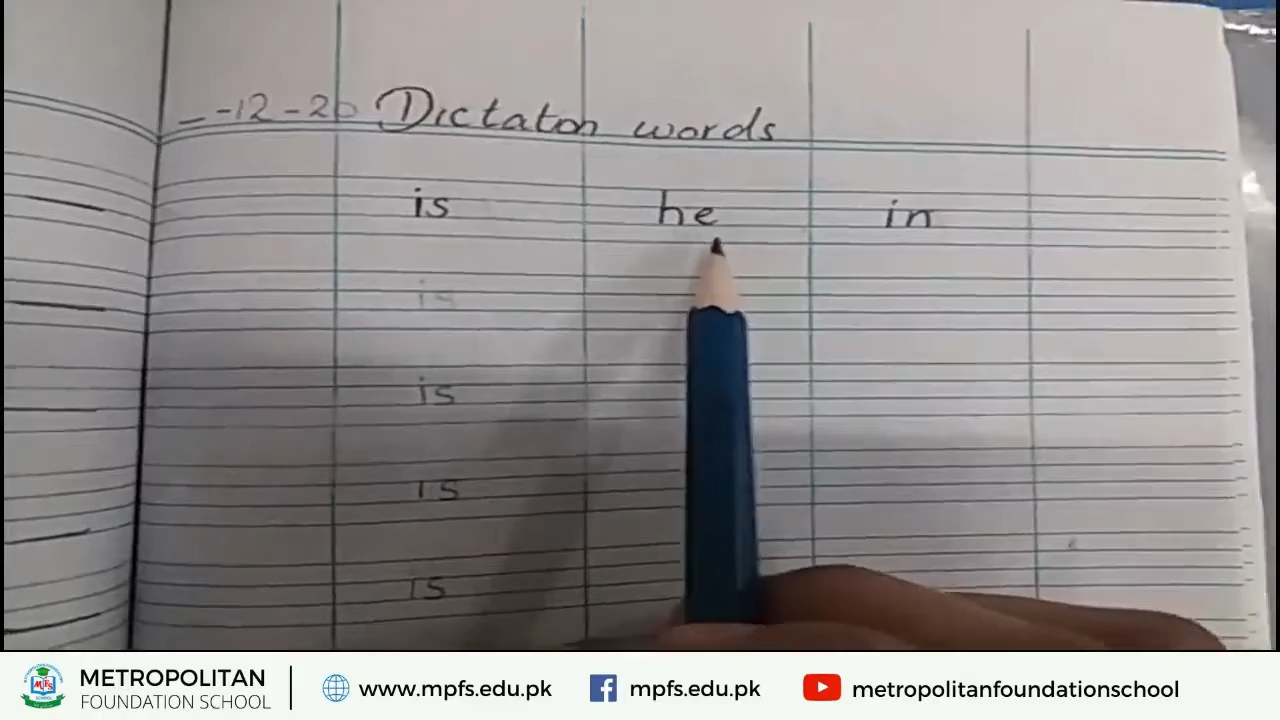 _ -12 -20 Dictaton words
is he in
is
is
is
is
METROPOLITAN
FOUNDATION SCHOOL
www.mpfs.edu.pk mpfs.edu.pk metropolitanfoundationschool